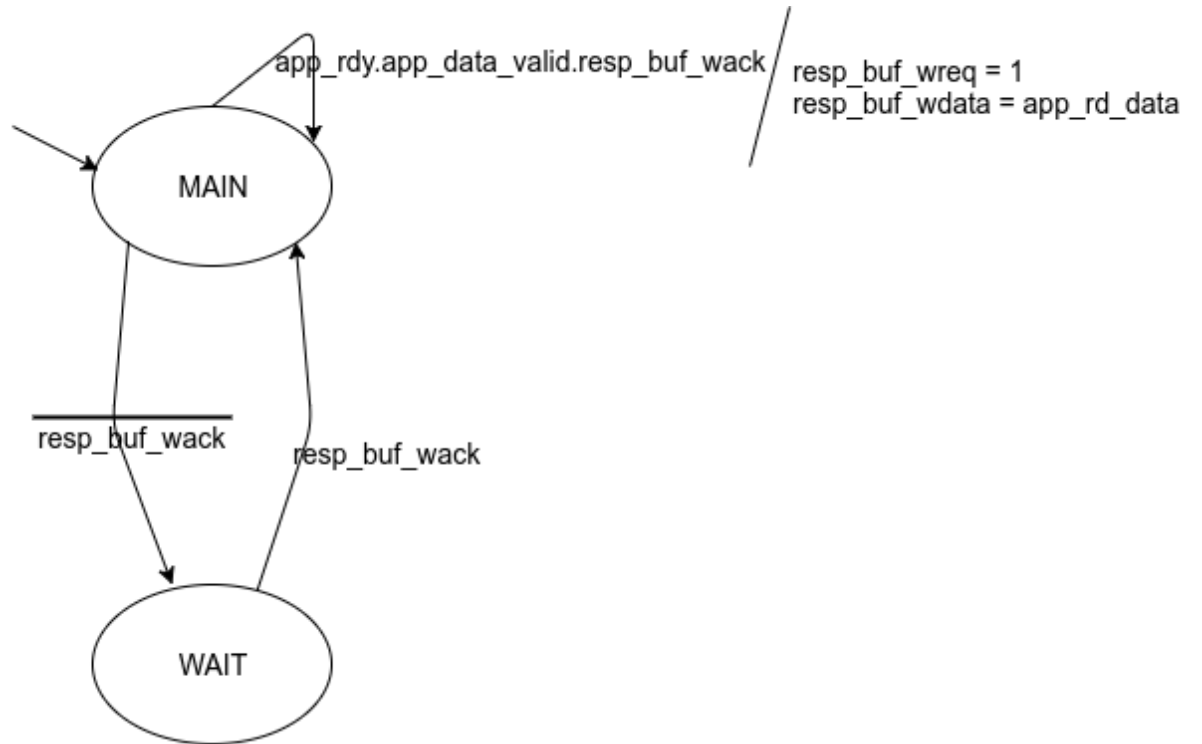 app_rdy.app_data_valid.resp_buf_wack
resp_buf_wreq = 1
resp_buf_wdata = app_rd_data
MAIN
resp_buf_wack
resp_buf_wack
WAIT